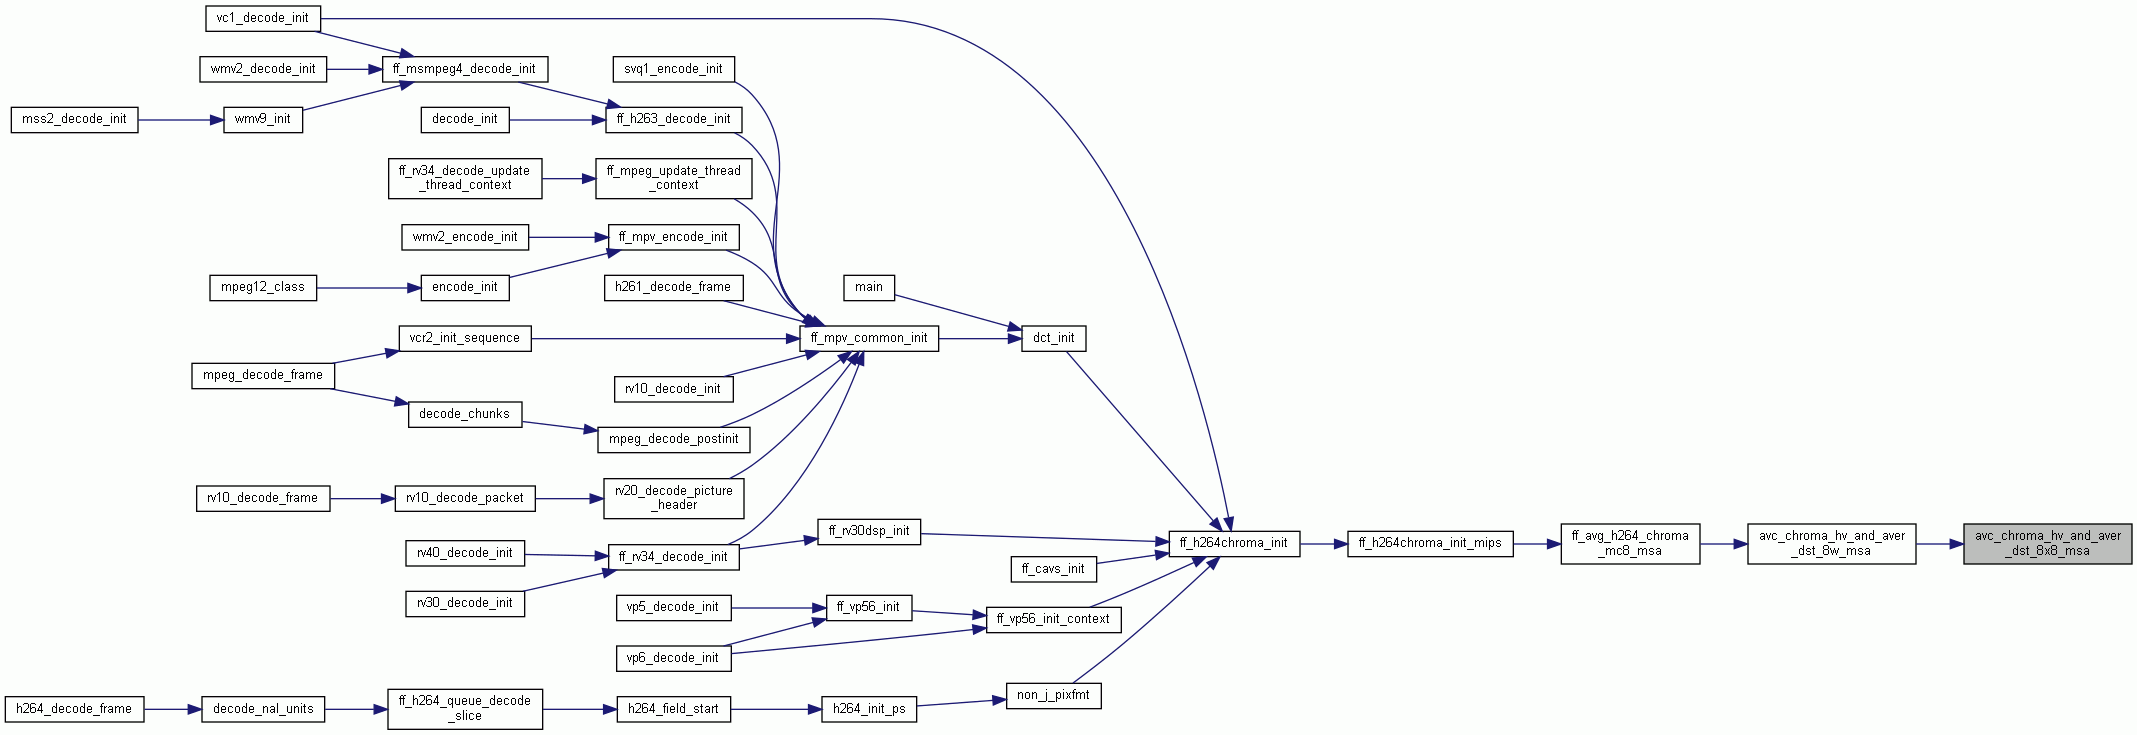 vc1_decode_init
wmv2_decode_init
ff_msmpeg4_decode_init
svq1_encode_init
mss2_decode_init
wmv9_init
decode_init
ff_h263_decode_init
ff_rv34_decode_update
_thread_context
ff_mpeg_update_thread
_context
wmv2_encode_init
ff_mpv_encode_init
mpeg12_class
encode_init
h261_decode_frame
main
vcr2_init_sequence
ff_mpv_common_init
dct_init
mpeg_decode_frame
rv10_decode_init
decode_chunks
mpeg_decode_postinit
rv10_decode_frame
rv10_decode_packet
rv20_decode_picture
_header
ff_rv30dsp_init
rv40_decode_init
ff_rv34_decode_init
ff_h264chroma_init
ff_h264chroma_init_mips
ff_avg_h264_chroma
_mc8_msa
avc_chroma_hv_and_aver
_dst_8w_msa
avc_chroma_hv_and_aver
_dst_8x8_msa
ff_cavs_init
rv30_decode_init
vp5_decode_init
ff_vp56_init
ff_vp56_init_context
vp6_decode_init
non_j_pixfmt
h264_decode_frame
decode_nal_units
ff_h264_queue_decode
_slice
h264_field_start
h264_init_ps